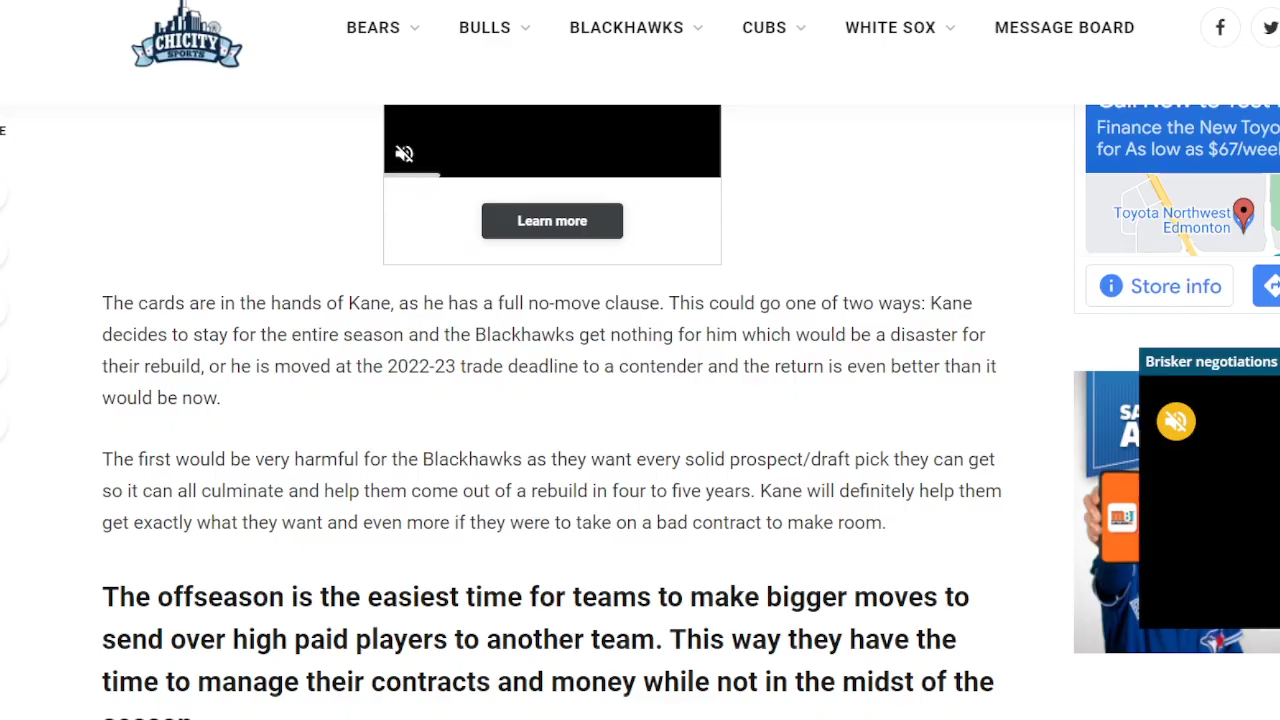 CHICITY
SPORTS
BEARS
BULLS
BLACKHAWKS
CUBS
WHITE SOX
MESSAGE BOARD
E
Learn more
The cards are in the hands of Kane, as he has a full no-move clause. This could go one of two ways: Kane
decides to stay for the entire season and the Blackhawks get nothing for him which would be a disaster for
their rebuild, or he is moved at the 2022-23 trade deadline to a contender and the return is even better than it
would be now.
The first would be very harmful for the Blackhawks as they want every solid prospect/draft pick they can get
so it can all culminate and help them come out of a rebuild in four to five years. Kane will definitely help them
get exactly what they want and even more if they were to take on a bad contract to make room.
The offseason is the easiest time for teams to make bigger moves to
send over high paid players to another team. This way they have the
time to manage their contracts and money while not in the midst of the
Finance the New Toyo
for As low as $67/wee
Toyota Northwest
Edmonton
Store info
Brisker negotiations
SA
A